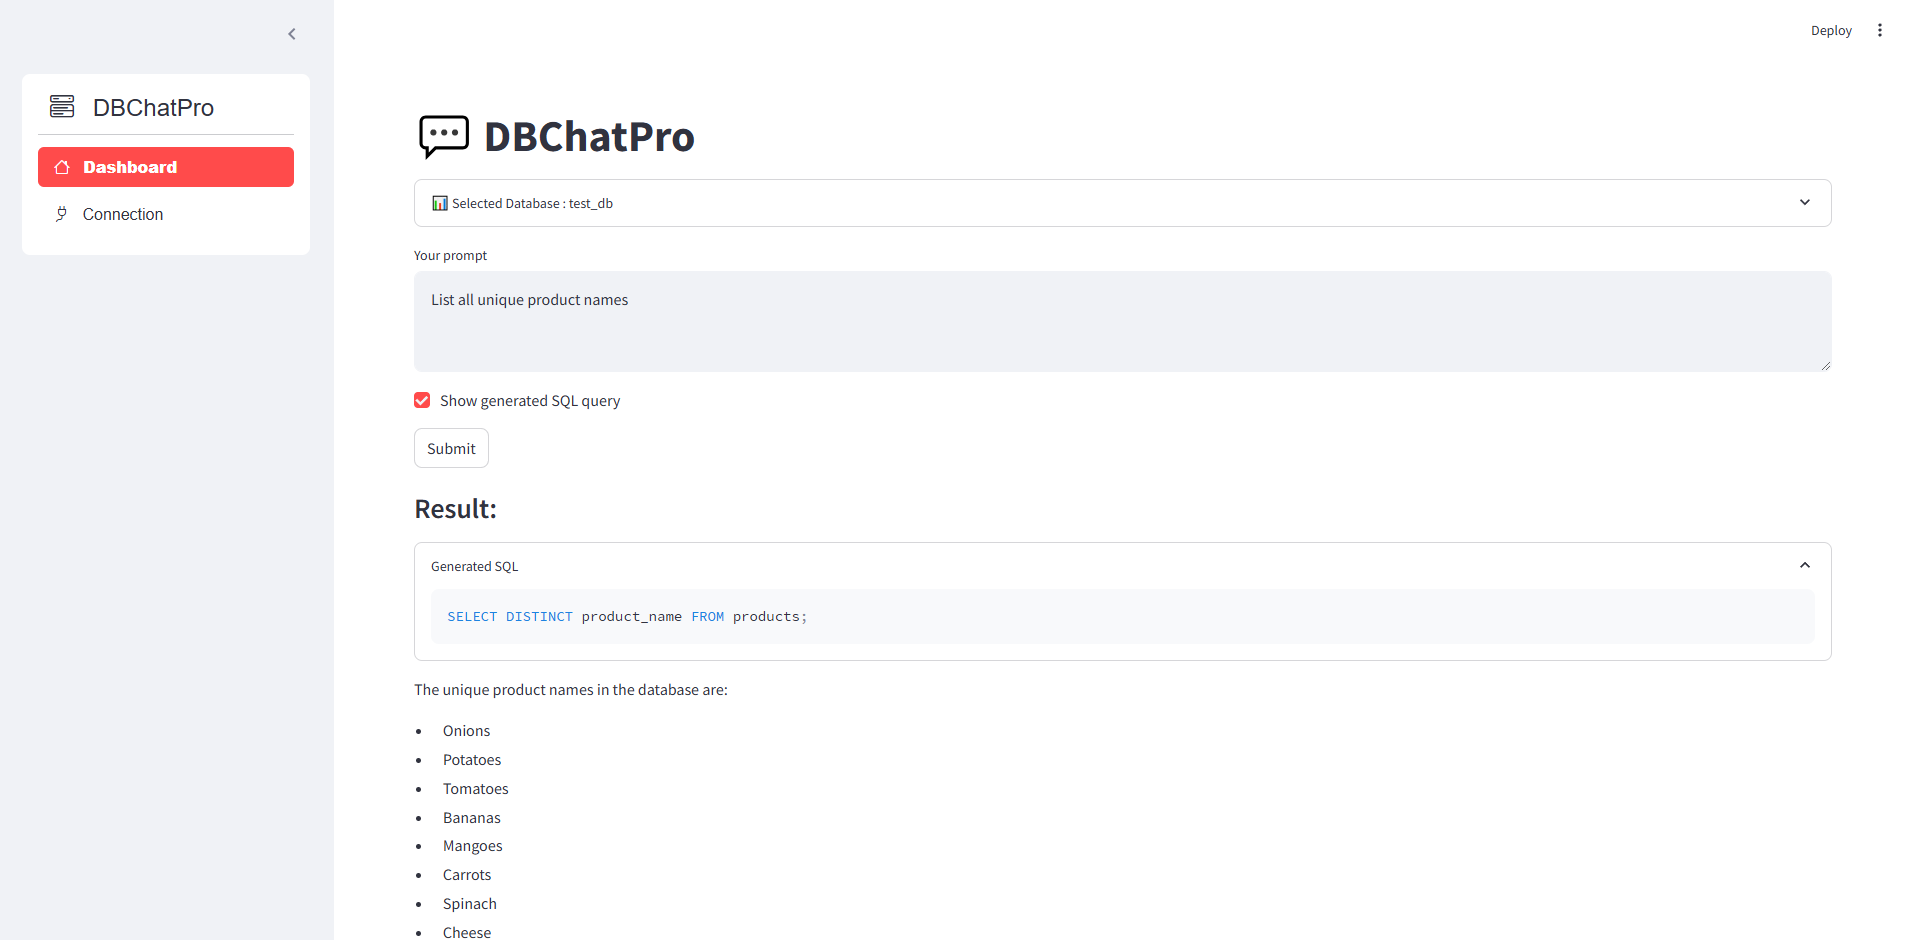 DBChatPro
Dashboard
Connection
Deploy
DBChatPro
Selected Database : test_db
Your prompt
List all unique product names
Show generated SQL query
Submit
Result:
Generated SQL
SELECT DISTINCT product_name FROM products;
The unique product names in the database are:
• Onions
• Potatoes
• Tomatoes
• Bananas
• Mangoes
• Carrots
• Spinach
• Cheese